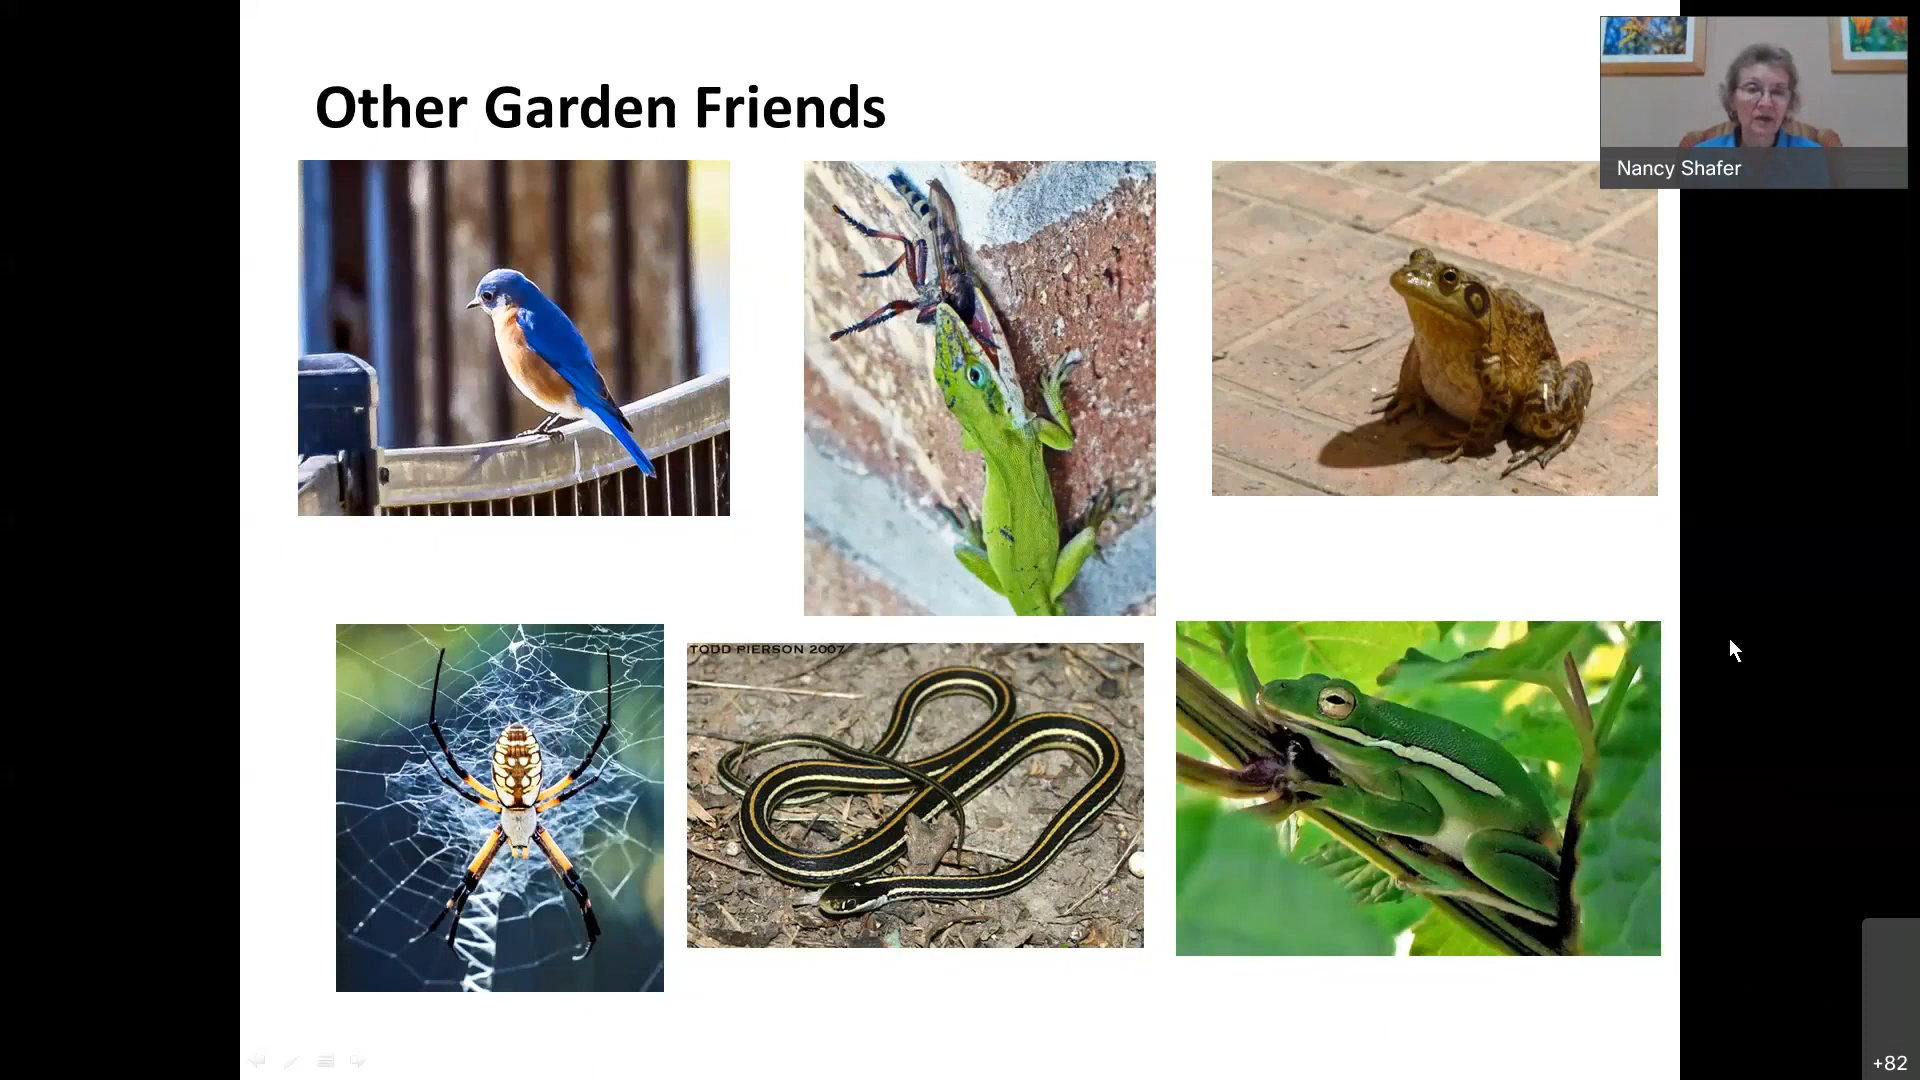 Other Garden Friends
Nancy Shafer
TODD PIERSON 2007
+82